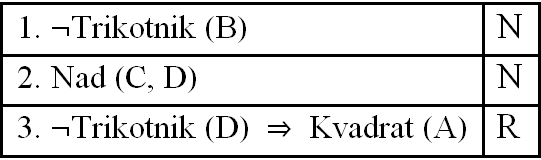 1. ¬Trikotnik (B) N
2. Nad (C, D) N
3. ¬Trikotnik (D) ⇒ Kvadrat (A) R